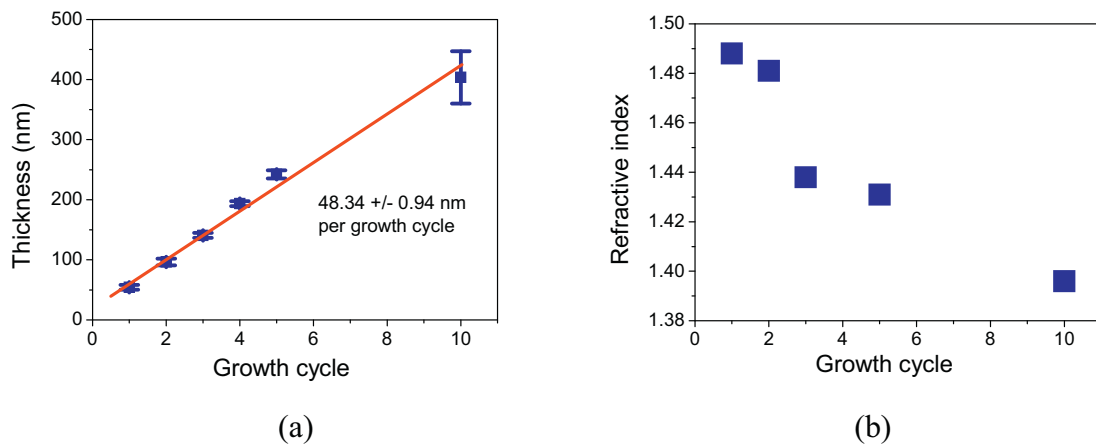 500
400
300
200
100
0
Thickness (nm)
48.34 +/- 0.94 nm
per growth cycle
0 2 4 6 8 10
Growth cycle
(a)
1.50
1.48
1.46
1.44
1.42
1.40
1.38
Refractive index
0 2 4 6 8 10
Growth cycle
(b)